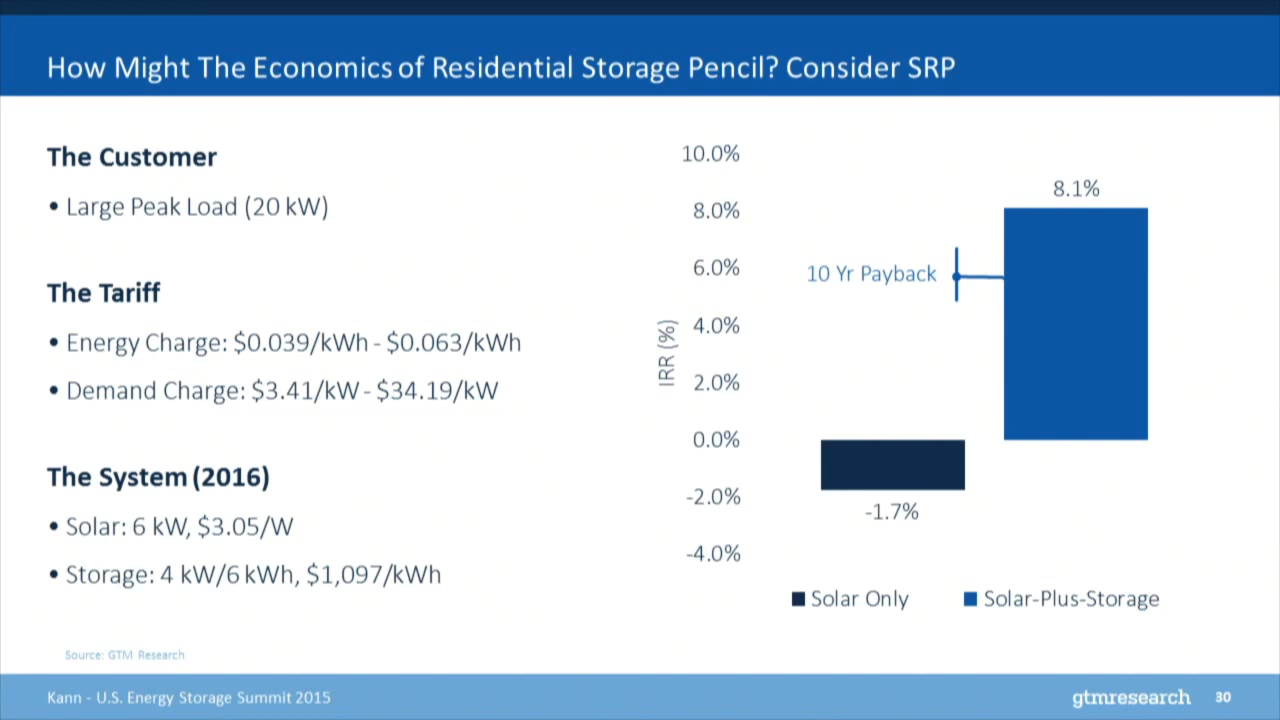 How Might The Economics of Residential Storage Pencil? Consider SRP
The Customer
• Large Peak Load (20 kW)
The Tariff
• Energy Charge: $0.039/kWh - $0.063/kWh
• Demand Charge: $3.41/kW - $34.19/kW
The System (2016)
• Solar: 6 kW, $3.05/W
• Storage: 4 kW/6 kWh, $1,097/kWh
Source: GTM Research
IRR (%)
10.0%
8.0%
6.0%
4.0%
2.0%
0.0%
-2.0%
-4.0%
8.1%
10 Yr Payback
-1.7%
Solar Only
Solar-Plus-Storage
Kann - U.S. Energy Storage Summit 2015
gtmresearch 30